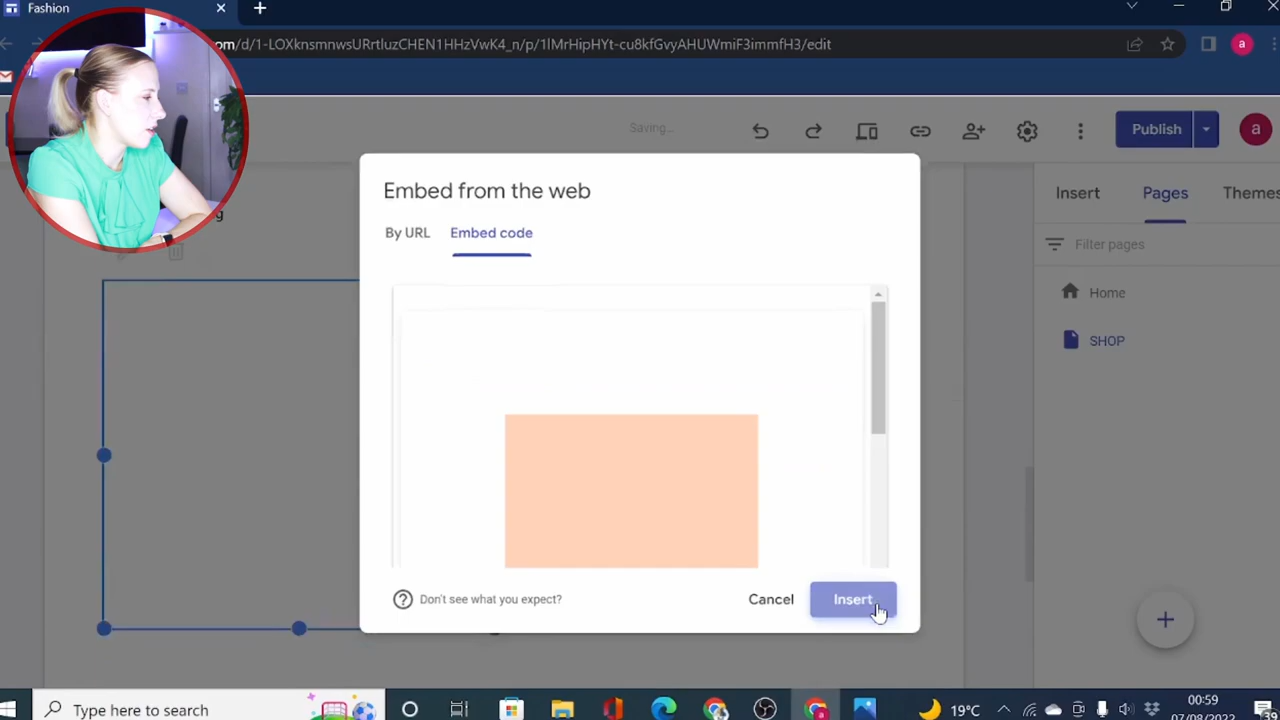 Fashion
om/d/1-LOXknsmnwsURrtluzCHEN1HHzVwK4_n/p/1lMrHipHYt-cu8kfGvyAHUWmF3immfH3/edit
a
Saving...
Publish
a
Embed from the web
By URL
Embed code
Insert
Pages
Themes
Filter pages
Home
SHOP
Don't see what you expect?
Cancel
Insert
Type here to search
19°C
00:59
07/08/2022